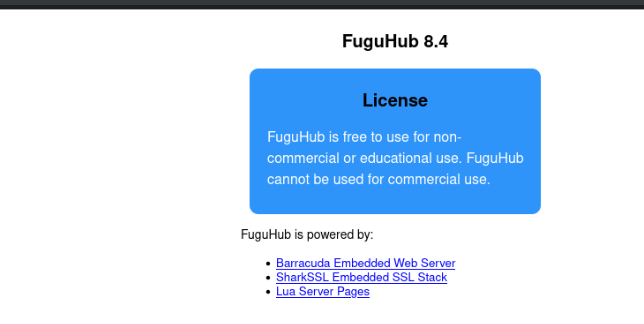 FuguHub 8.4
License
FuguHub is free to use for non-
commercial or educational use. FuguHub
cannot be used for commercial use.
FuguHub is powered by:
Barracuda Embedded Web Server
SharkSSL Embedded SSL Stack
Lua Server Pages